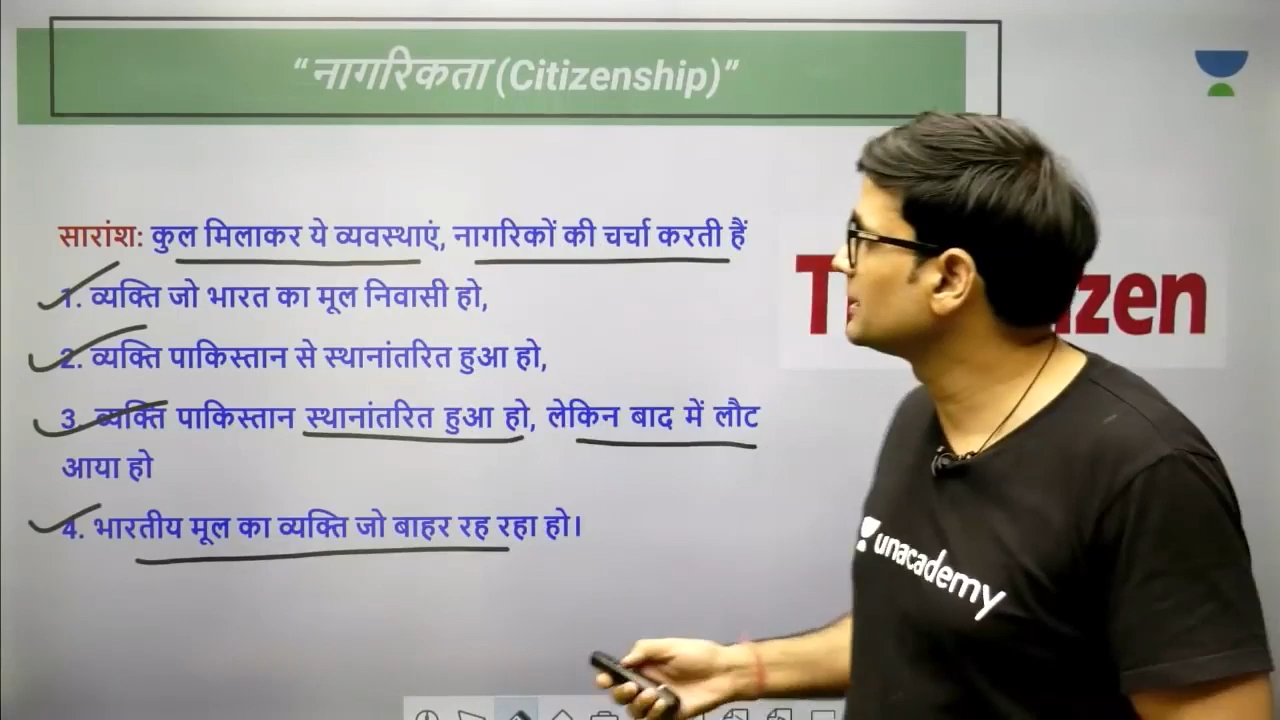 “नागरिकता (Citizenship)”
सारांश: कुल मिलाकर ये व्यवस्थाएं, नागरिकों की चर्चा करती हैं
1. व्यक्ति जो भारत का मूल निवासी हो,
2. व्यक्ति पाकिस्तान से स्थानांतरित हुआ हो,
3. व्यक्ति पाकिस्तान स्थानांतरित हुआ हो, लेकिन बाद में लौट
आया हो
4. भारतीय मूल का व्यक्ति जो बाहर रह रहा हो।
unacademy